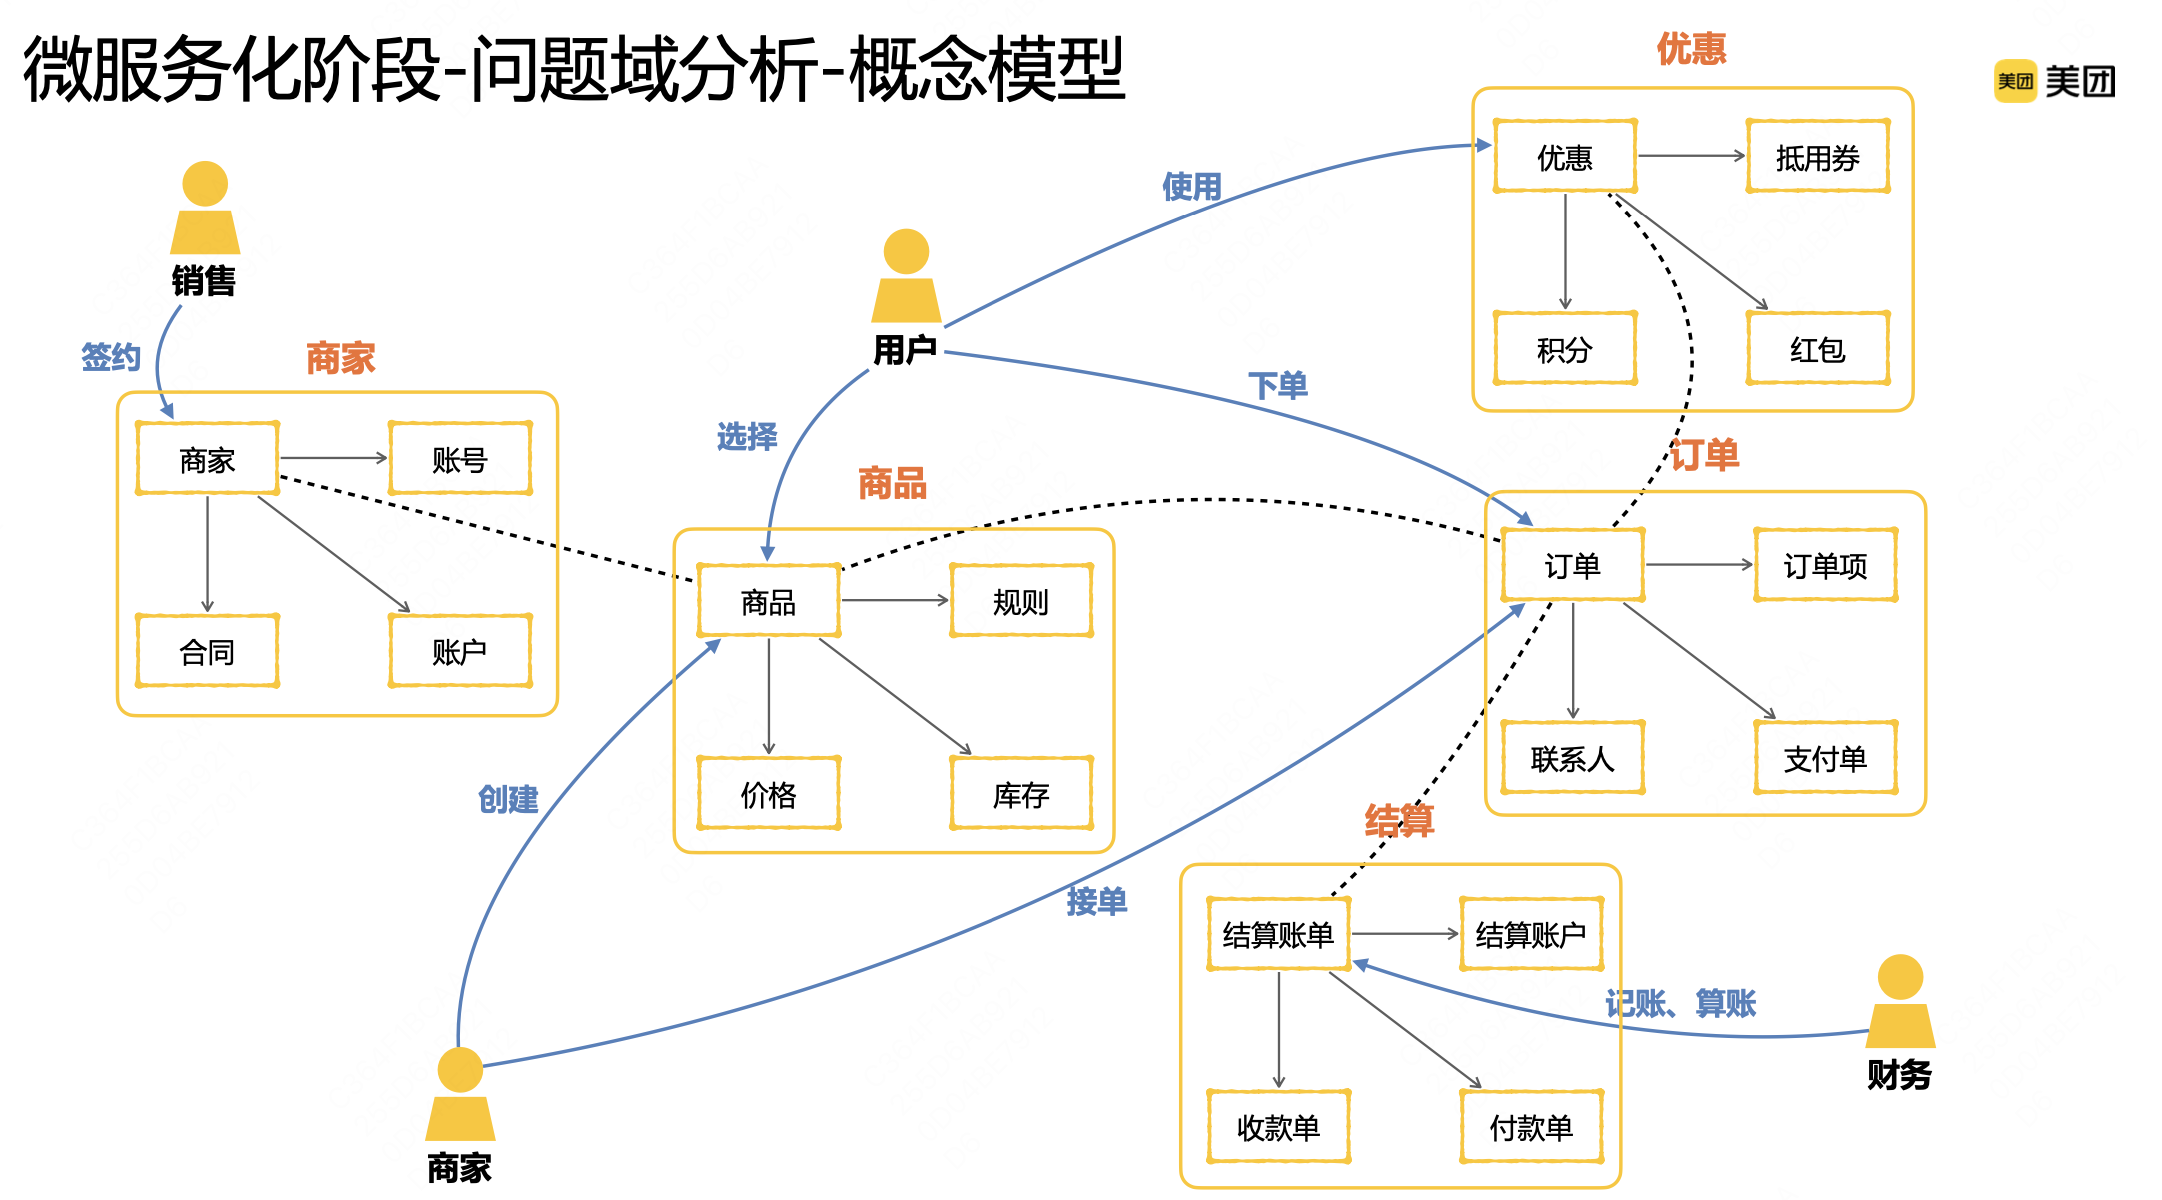 微服务化阶段-问题域分析-概念模型
美团 美团
优惠
优惠
抵用券
积分
红包
使用
销售
签约
用户
选择
下单
商家
商家
账号
合同
账户
商品
商品
规则
价格
库存
订单
订单
订单项
联系人
支付单
创建
接单
结算
结算账单
结算账户
收款单
付款单
记账、算账
财务
商家